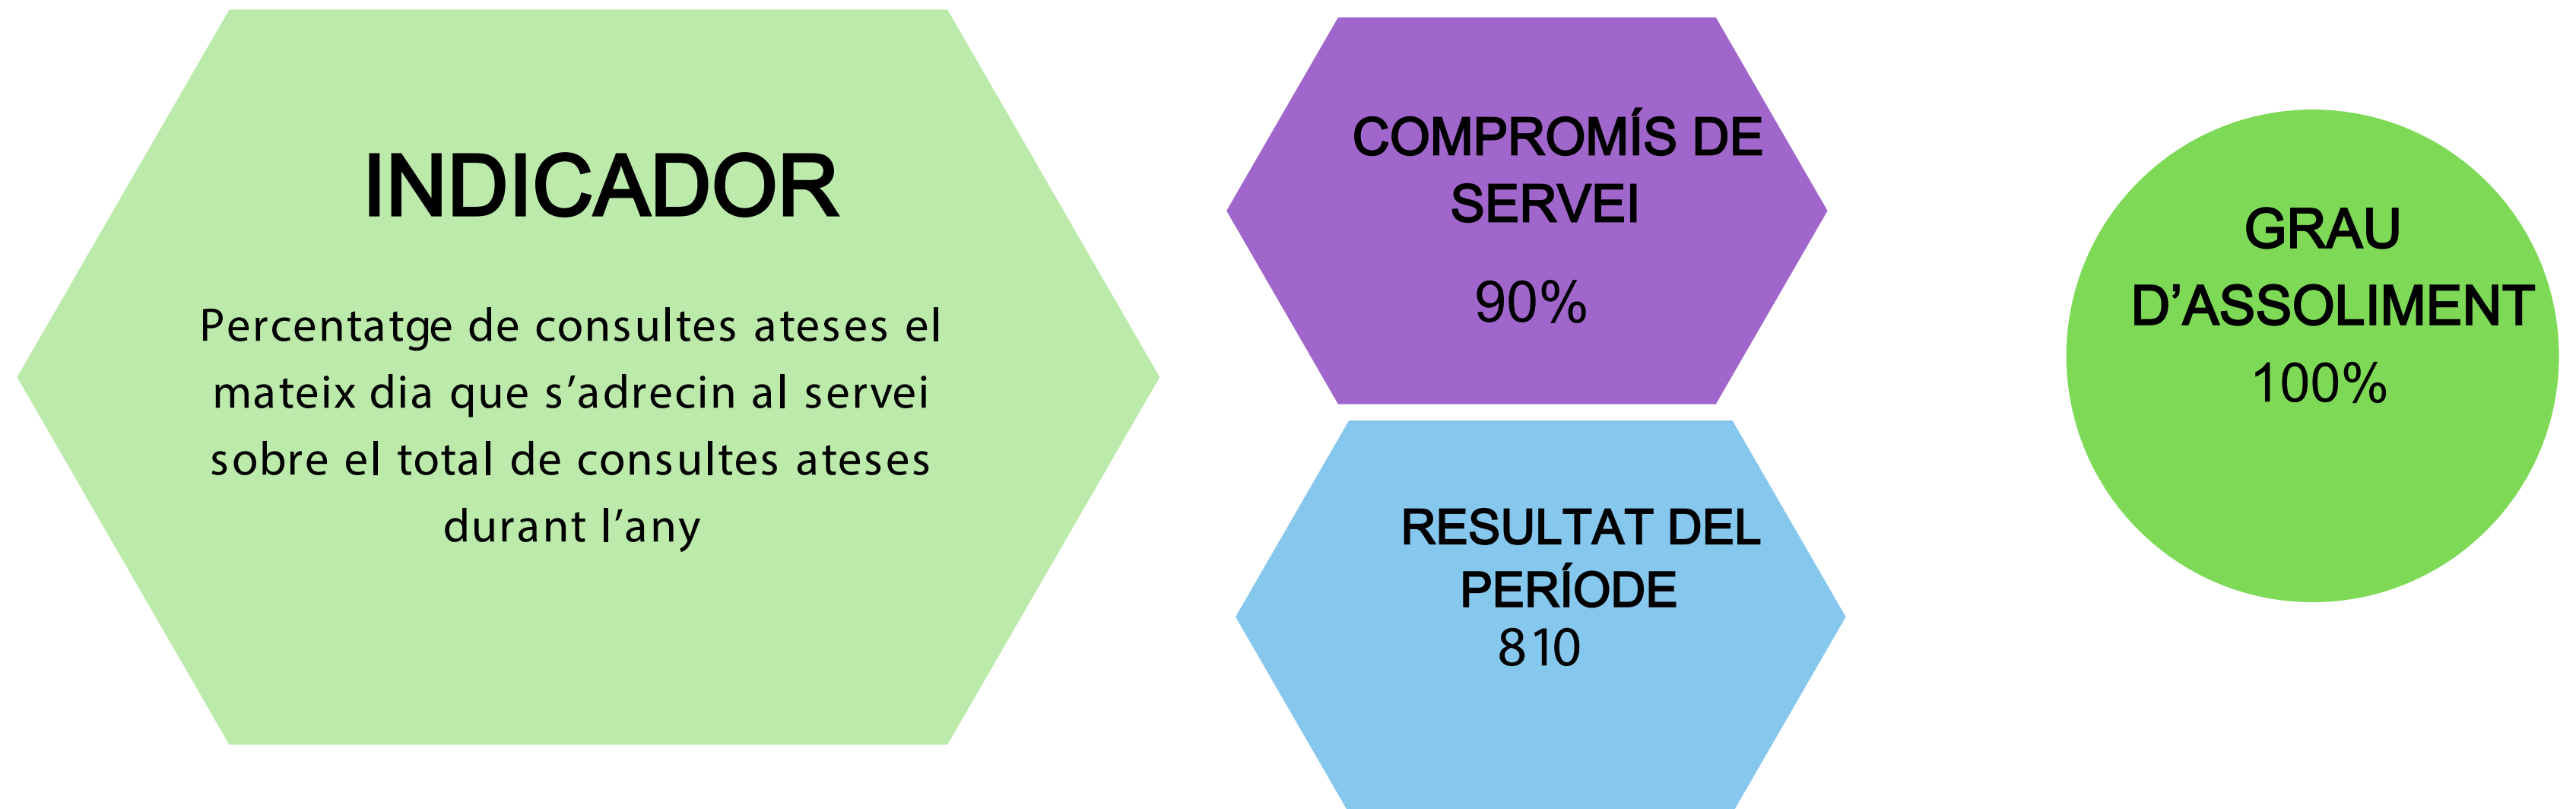 INDICADOR
Percentatge de consultes ateses el
mateix dia que s’adrecin al servei
sobre el total de consultes ateses
durant l’any
COMPROMÍS DE
SERVEI
90%
RESULTAT DEL
PERÍODE
810
GRAU
D’ASSOLIMENT
100%